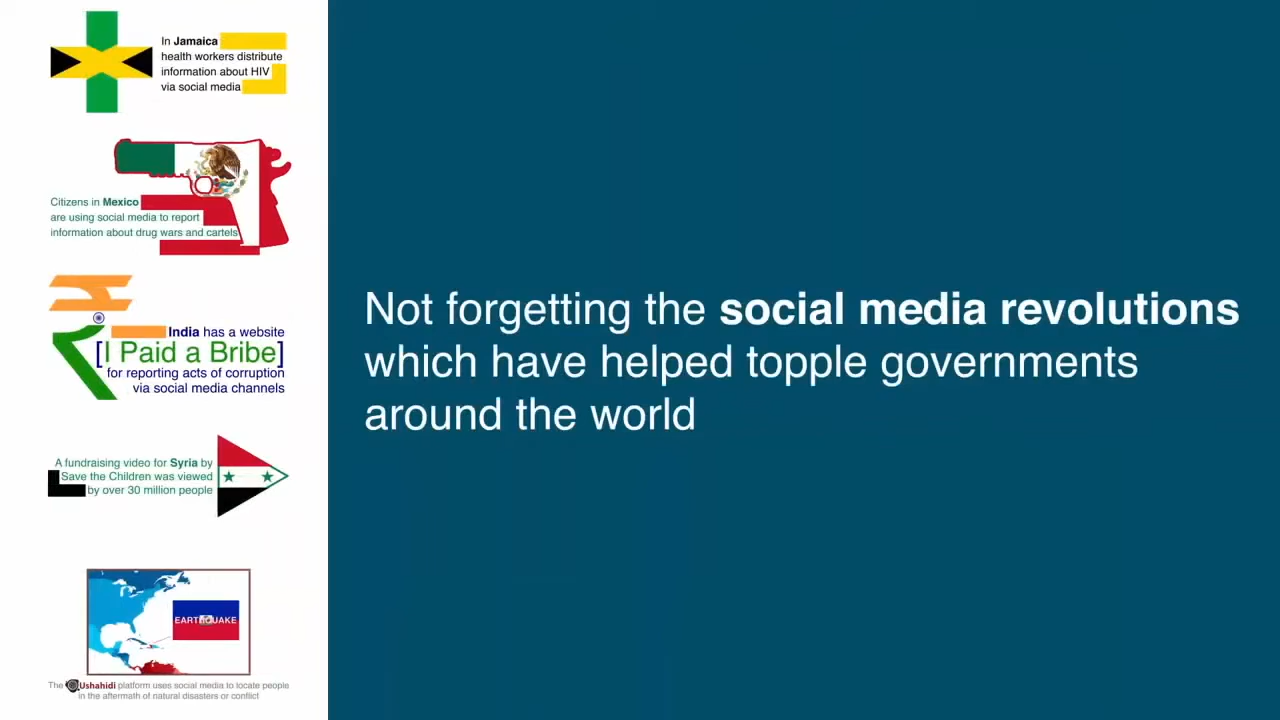 In Jamaica
health workers distribute
information about HIV
via social media
Citizens in Mexico
are using social media to report
information about drug wars and cartels
India has a website
[I Paid a Bribe]
for reporting acts of corruption
via social media channels
A fundraising video for Syria by
Save the Children was viewed
by over 30 million people
EARTHQUAKE
The Ushahidi platform uses social media to locate people
in the aftermath of natural disasters or conflict
Not forgetting the social media revolutions
which have helped topple governments
around the world